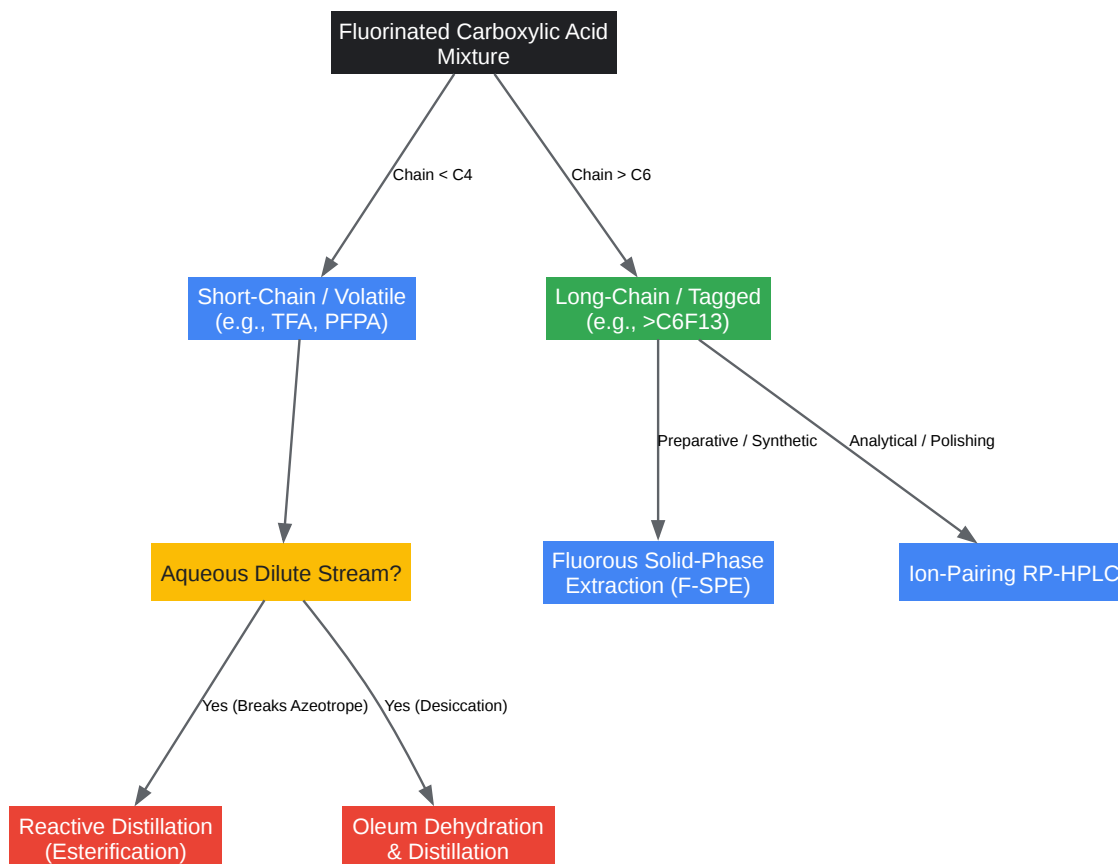 Fluorinated Carboxylic Acid
Mixture
Chain < C4
Chain > C6
Short-Chain / Volatile
(e.g., TFA, PFPA)
Long-Chain / Tagged
(e.g., >C6F13)
Preparative / Synthetic
Analytical / Polishing
Aqueous Dilute Stream?
Fluorous Solid-Phase
Extraction (F-SPE)
Ion-Pairing RP-HPLC
Yes (Breaks Azeotrope)
Yes (Desiccation)
Reactive Distillation
(Esterification)
Oleum Dehydration
& Distillation